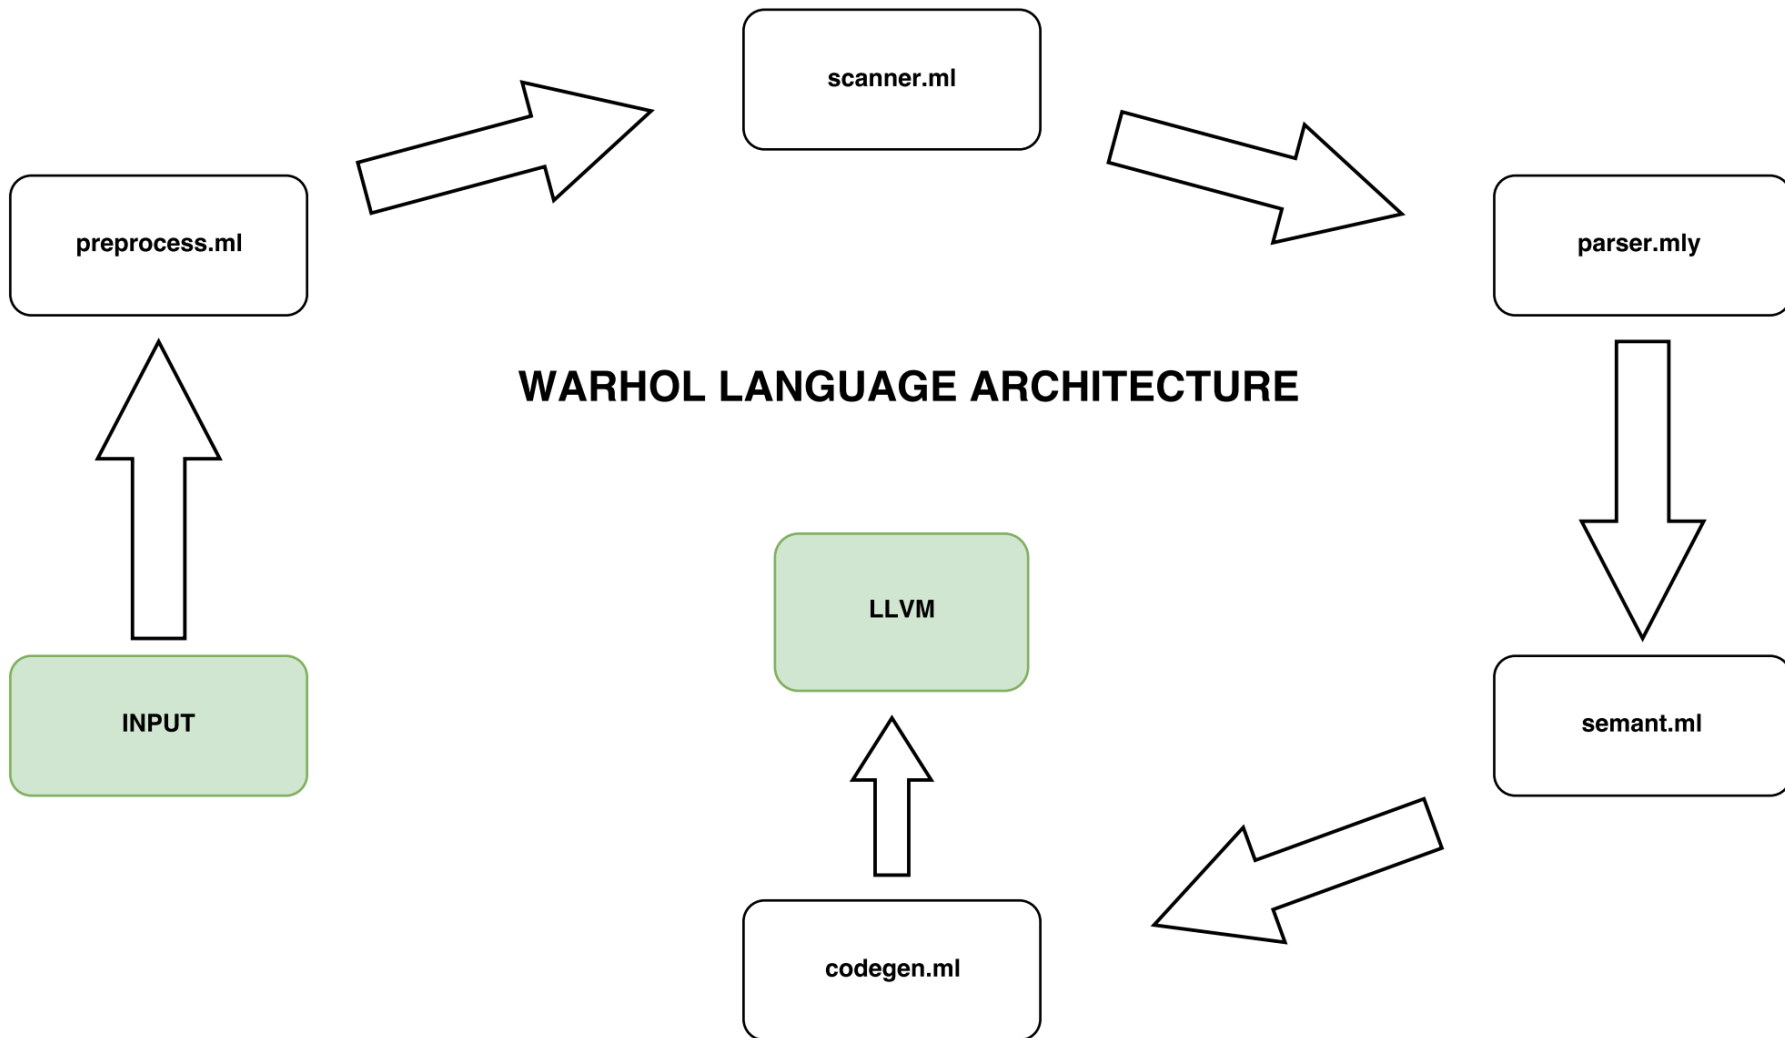 scanner.ml
preprocess.ml
parser.mly
WARHOL LANGUAGE ARCHITECTURE
LLVM
INPUT
semant.ml
codegen.ml